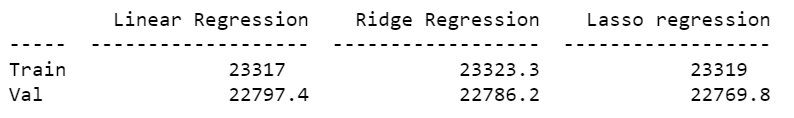 Linear Regression    Ridge Regression    Lasso regression
-----  -------------------  ------------------  ------------------
Train              23317               23323.3             23319
Val                22797.4             22786.2             22769.8